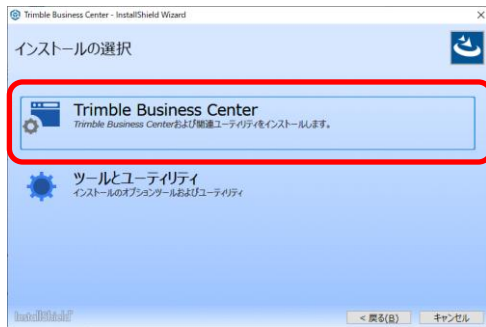 Trimble Business Center - InstallShield Wizard
インストールの選択
Trimble Business Center
Trimble Business Centerおよび関連ユーティリティをインストールします。
ツールとユーティリティ
インストールのオプションツールおよびユーティリティ
InstallShield
< 戻る(B)
キャンセル